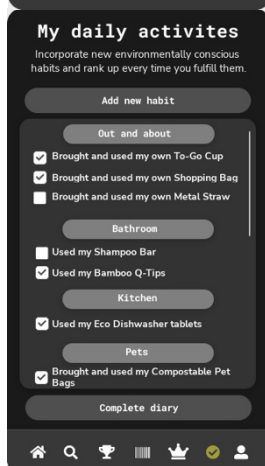 My daily activites
Incorporate new environmentally conscious
habits and rank up every time you fulfill them.
Add new habit
Out and about
Brought and used my own To-Go Cup
Brought and used my own Shopping Bag
Brought and used my own Metal Straw
Bathroom
Used my Shampoo Bar
Used my Bamboo Q-Tips
Kitchen
Used my Eco Dishwasher tablets
Pets
Brought and used my Compostable Pet
Bags
Complete diary